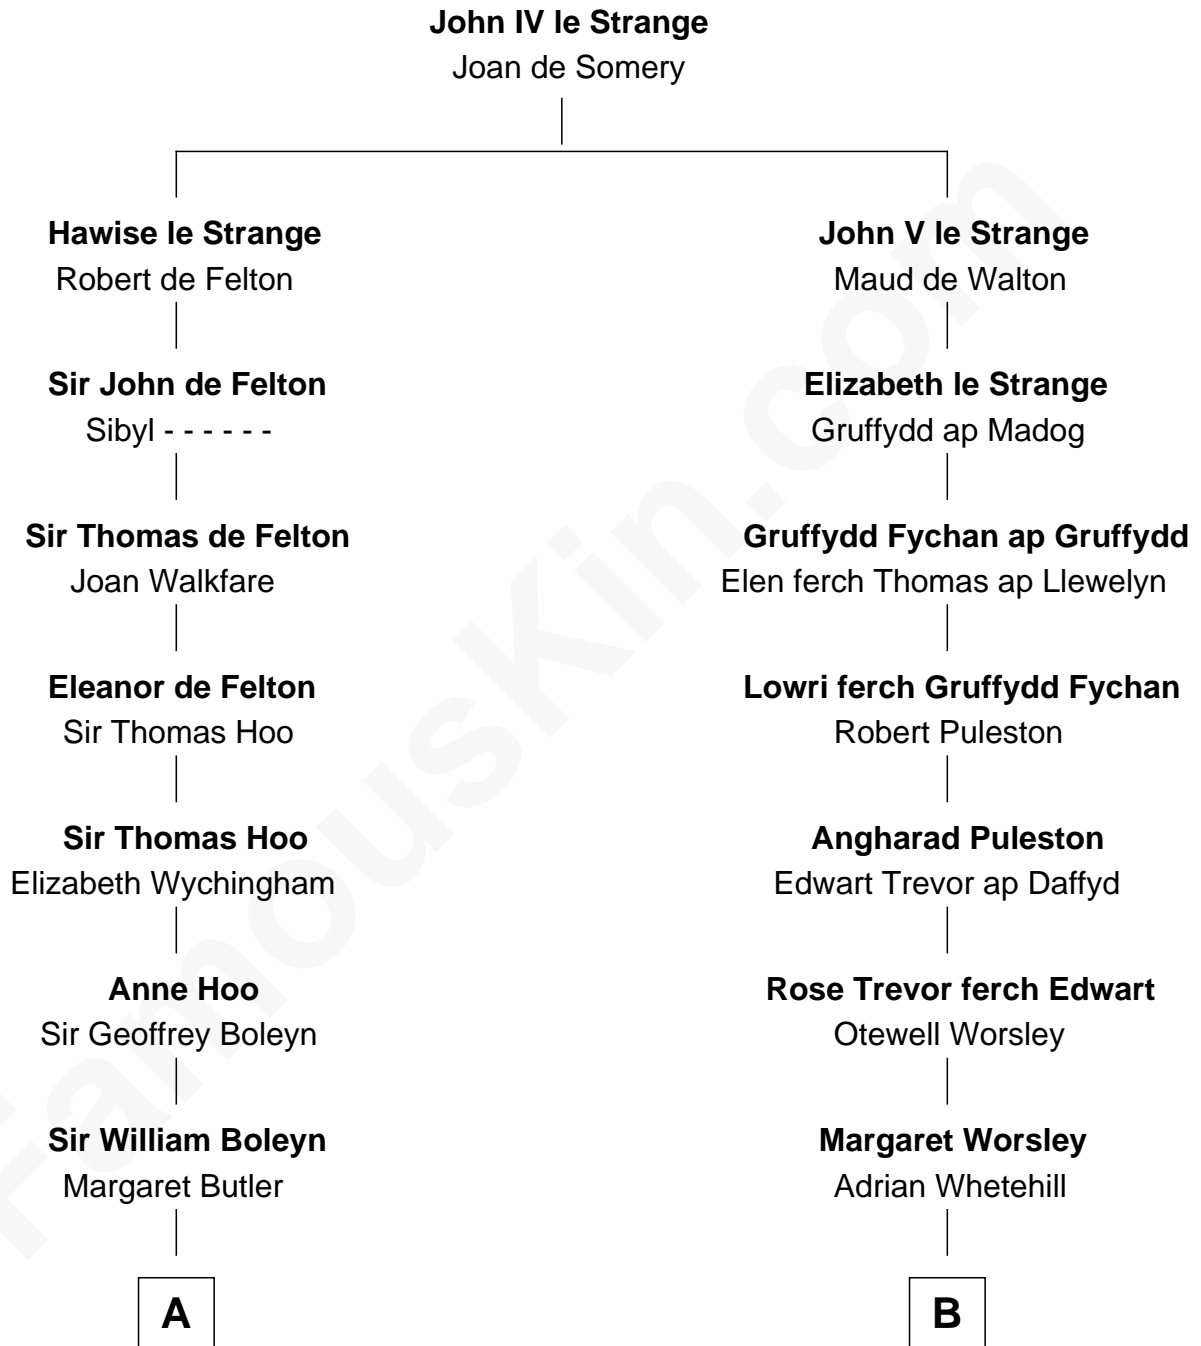 John IV le Strange
Joan de Somery
Hawise le Strange
Robert de Felton
Sir John de Felton
Sibyl - - - - - -
Sir Thomas de Felton
Joan Walkfare
Eleanor de Felton
Sir Thomas Hoo
Sir Thomas Hoo
Elizabeth Wychingham
Anne Hoo
Sir Geoffrey Boleyn
Sir William Boleyn
Margaret Butler
A
John V le Strange
Maud de Walton
Elizabeth le Strange
Gruffydd ap Madog
Gruffydd Fychan ap Gruffydd
Elen ferch Thomas ap Llewelyn
Lowri ferch Gruffydd Fychan
Robert Puleston
Angharad Puleston
Edwart Trevor ap Daffyd
Rose Trevor ferch Edwart
Otewell Worsley
Margaret Worsley
Adrian Whetehill
B
FamousKin.com